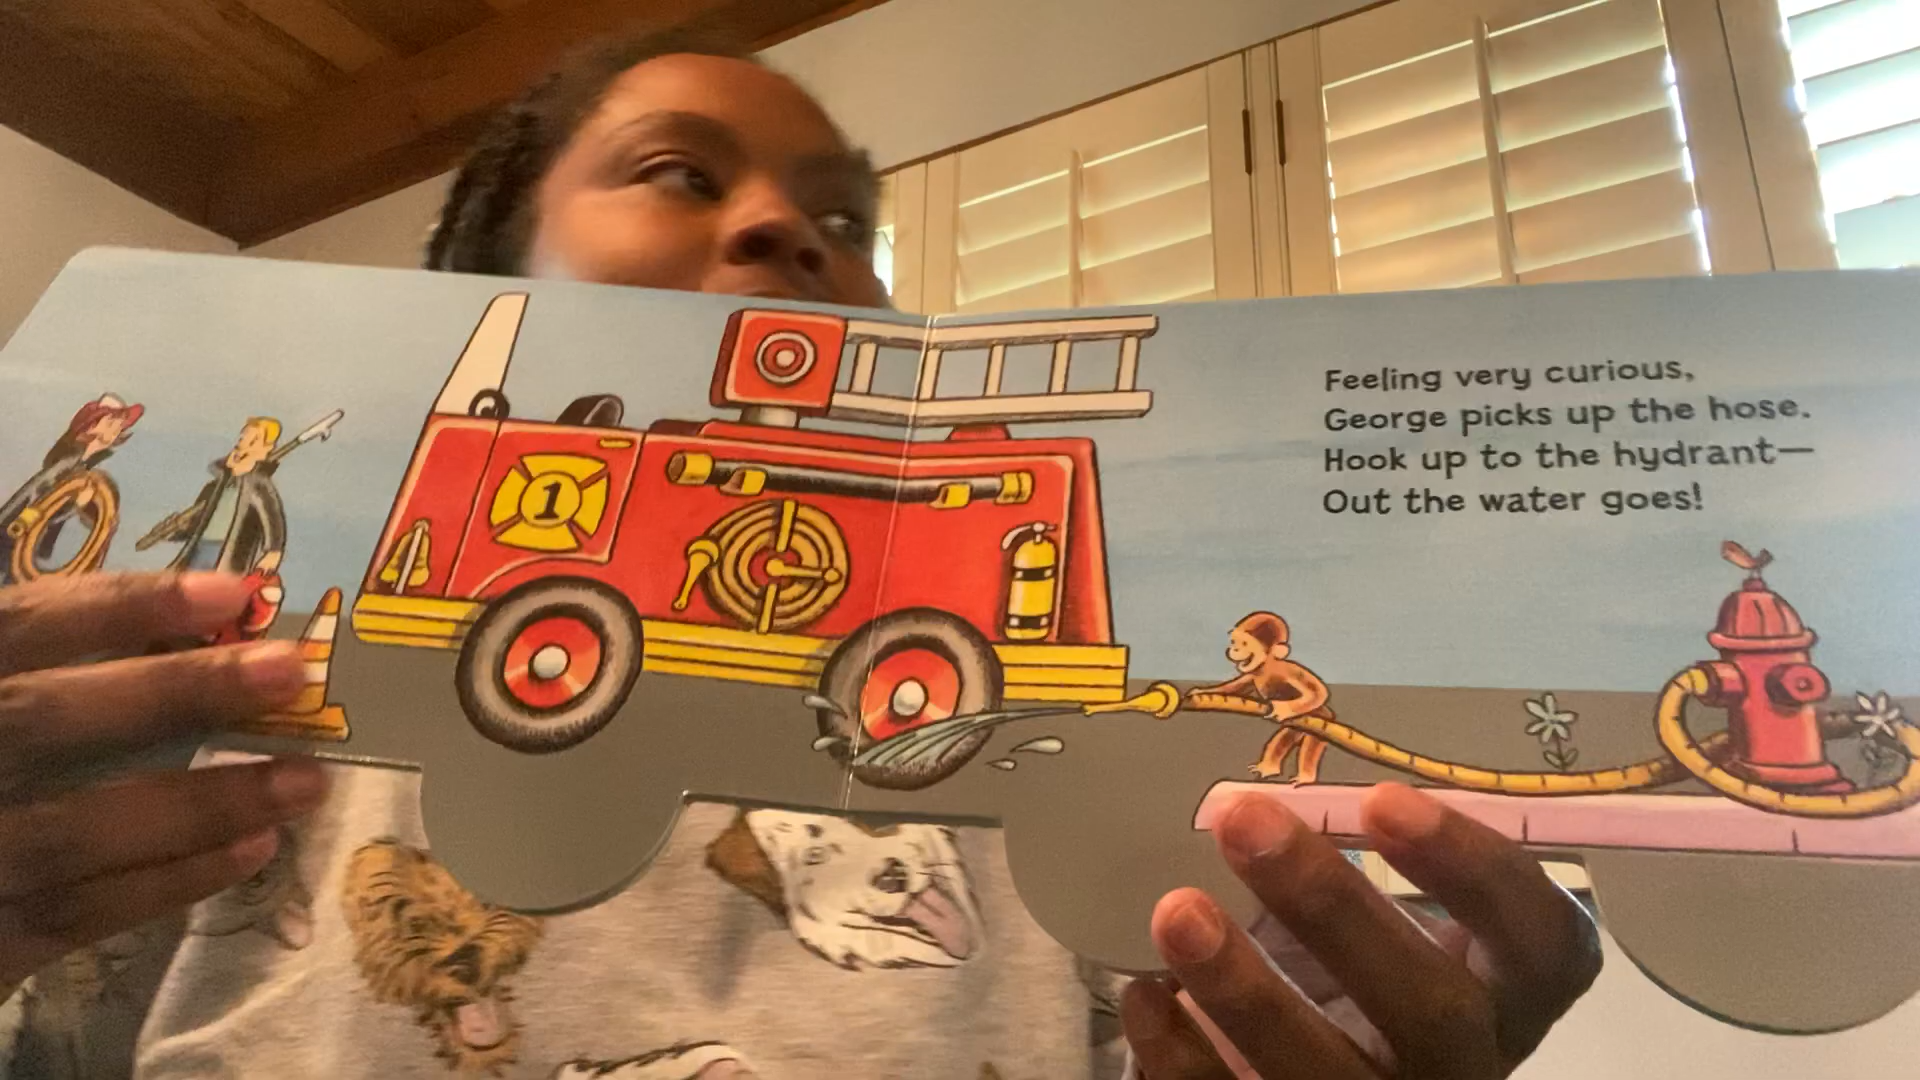 1
Feeling very curious,
George picks up the hose.
Hook up to the hydrant—
Out the water goes!